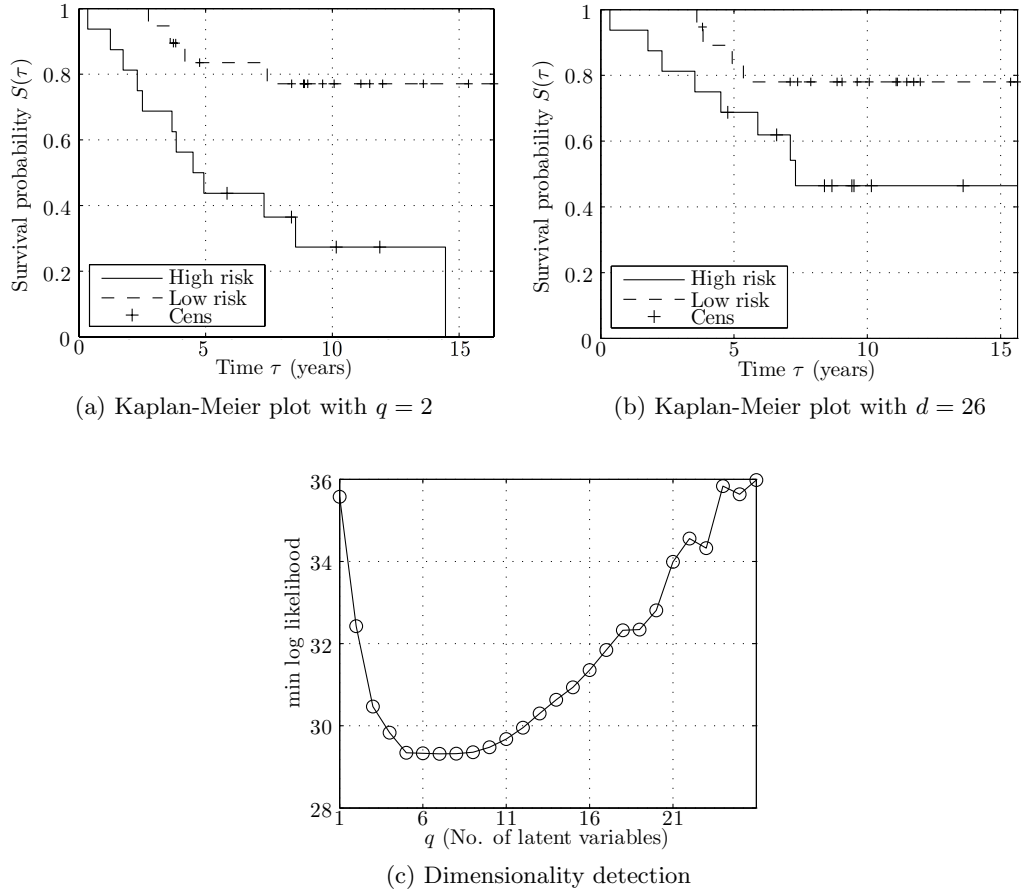 1
0.8
0.6
0.4
0.2
0
Survival probability S(τ)
High risk
Low risk
Cens
0 5 10 15
Time τ (years)
(a) Kaplan-Meier plot with q = 2
1
0.8
0.6
0.4
0.2
0
Survival probability S(τ)
High risk
Low risk
Cens
0 5 10 15
Time τ (years)
(b) Kaplan-Meier plot with d = 26
36
34
32
30
28
min log likelihood
1 6 11 16 21
q (No. of latent variables)
(c) Dimensionality detection